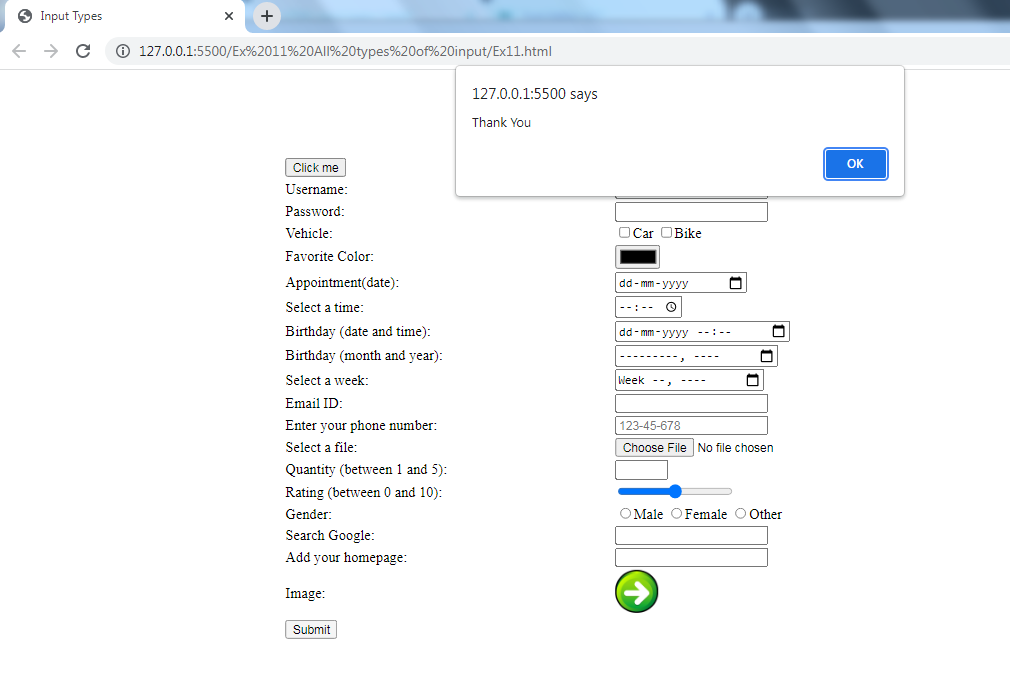 Input Types
127.0.0.1:5500/Ex%2011%20All%20types%20of%20input/Ex11.html
127.0.0.1:5500 says
Thank You
OK
Click me
Username:
Password:
Vehicle: Car Bike
Favorite Color:
Appointment(date): dd-mm-yyyy
Select a time: --:--
Birthday (date and time): dd-mm-yyyy --:--
Birthday (month and year): ---------, ----
Select a week: Week --, ----
Email ID:
Enter your phone number: 123-45-678
Select a file: Choose File No file chosen
Quantity (between 1 and 5):
Rating (between 0 and 10):
Gender: Male Female Other
Search Google:
Add your homepage:
Image:
Submit